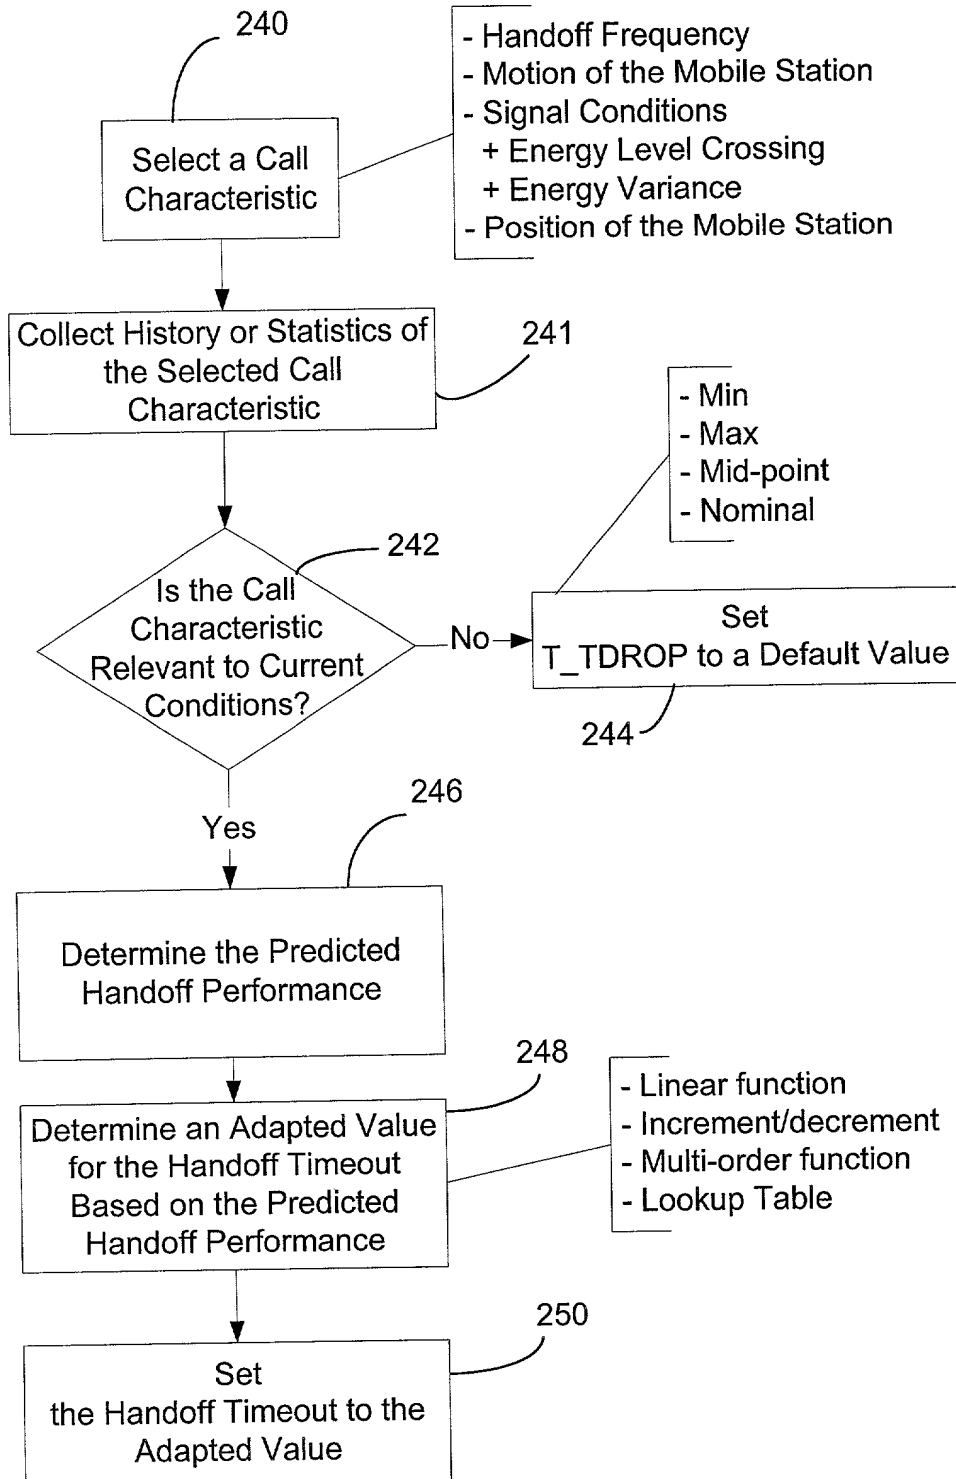 240
- Handoff Frequency
- Motion of the Mobile Station
- Signal Conditions
+ Energy Level Crossing
+ Energy Variance
- Position of the Mobile Station
Select a Call
Characteristic
Collect History or Statistics of
the Selected Call
Characteristic
241
- Min
- Max
- Mid-point
- Nominal
242
Is the Call
Characteristic
Relevant to Current
Conditions?
No
Set
T_TDROP to a Default Value
244
Yes
246
Determine the Predicted
Handoff Performance
248
Determine an Adapted Value
for the Handoff Timeout
Based on the Predicted
Handoff Performance
- Linear function
- Increment/decrement
- Multi-order function
- Lookup Table
250
Set
the Handoff Timeout to the
Adapted Value